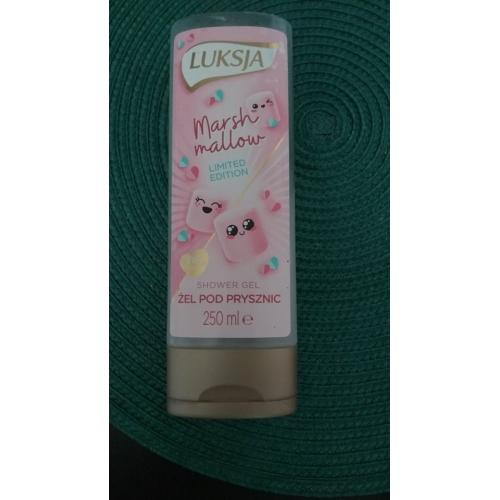 LUKSJA
Marsh
mallow
LIMITED
EDITION
SHOWER GEL
ŻEL POD PRYSZNIC
250 ml e